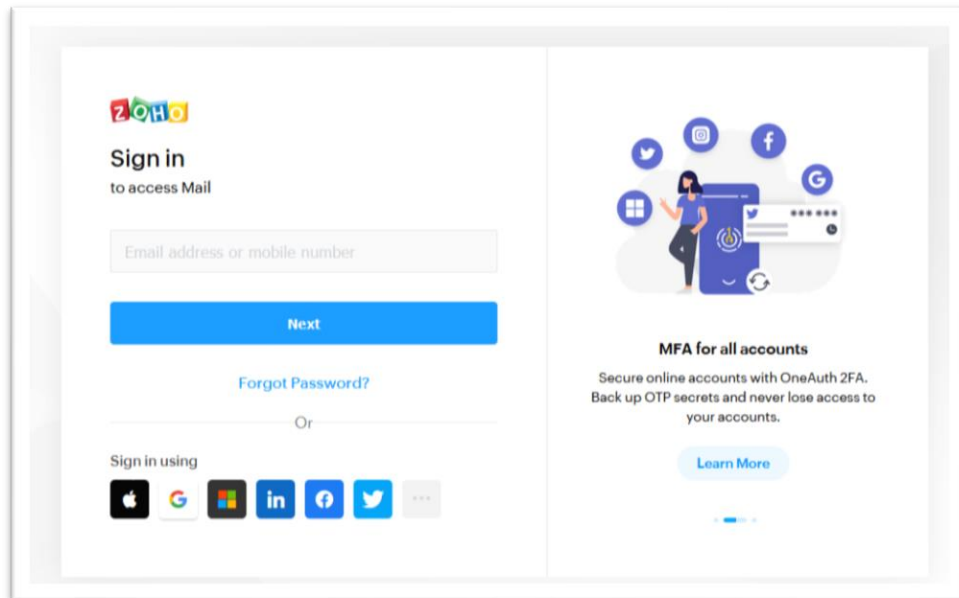 ZOHO
Sign in
to access Mail
Email address or mobile number
Next
Forgot Password?
Or
Sign in using
in
MFA for all accounts
Secure online accounts with OneAuth 2FA.
Back up OTP secrets and never lose access to
your accounts.
Learn More